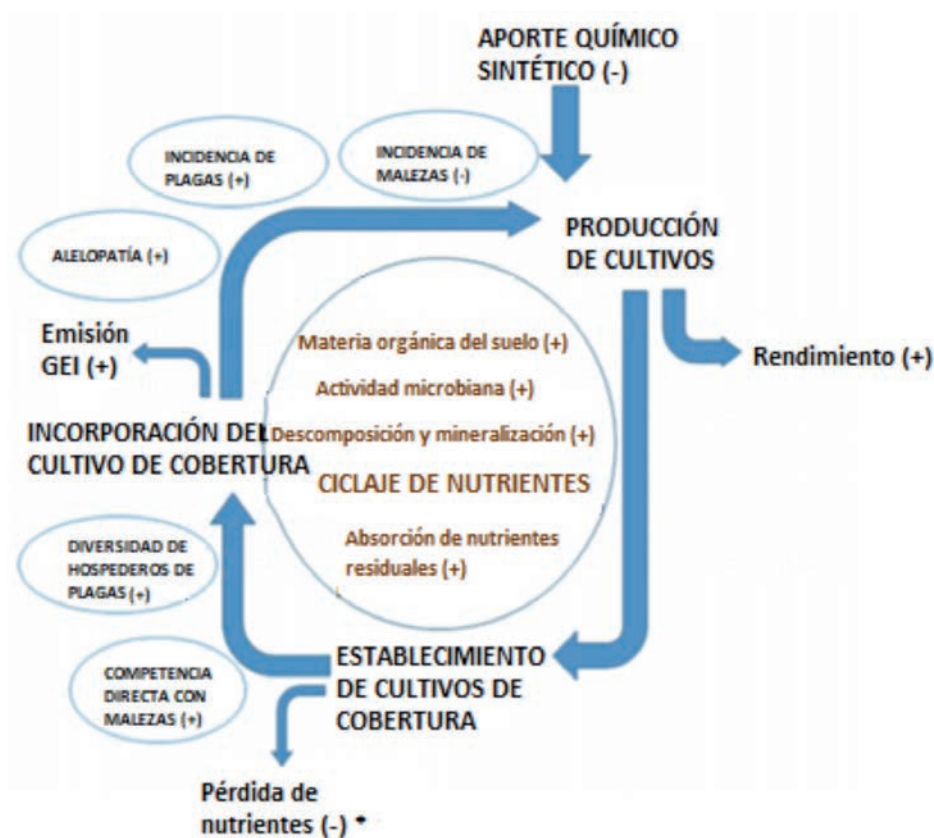 APORTE QUÍMICO
SINTÉTICO (-)
INCIDENCIA DE
PLAGAS (+)
INCIDENCIA DE
MALEZAS (-)
PRODUCCIÓN
DE CULTIVOS
ALELOPATÍA (+)
Emisión
GEI (+)
Materia orgánica del suelo (+)
Rendimiento (+)
Actividad microbiana (+)
INCORPORACIÓN DEL
CULTIVO DE COBERTURA
Descomposición y mineralización (+)
CICLAJE DE NUTRIENTES
Absorción de nutrientes
residuales (+)
DIVERSIDAD DE
HOSPEDEROS DE
PLAGAS (+)
ESTABLECIMIENTO
DE CULTIVOS DE
COBERTURA
COMPETENCIA
DIRECTA CON
MALEZAS (+)
Pérdida de
nutrientes (-) *